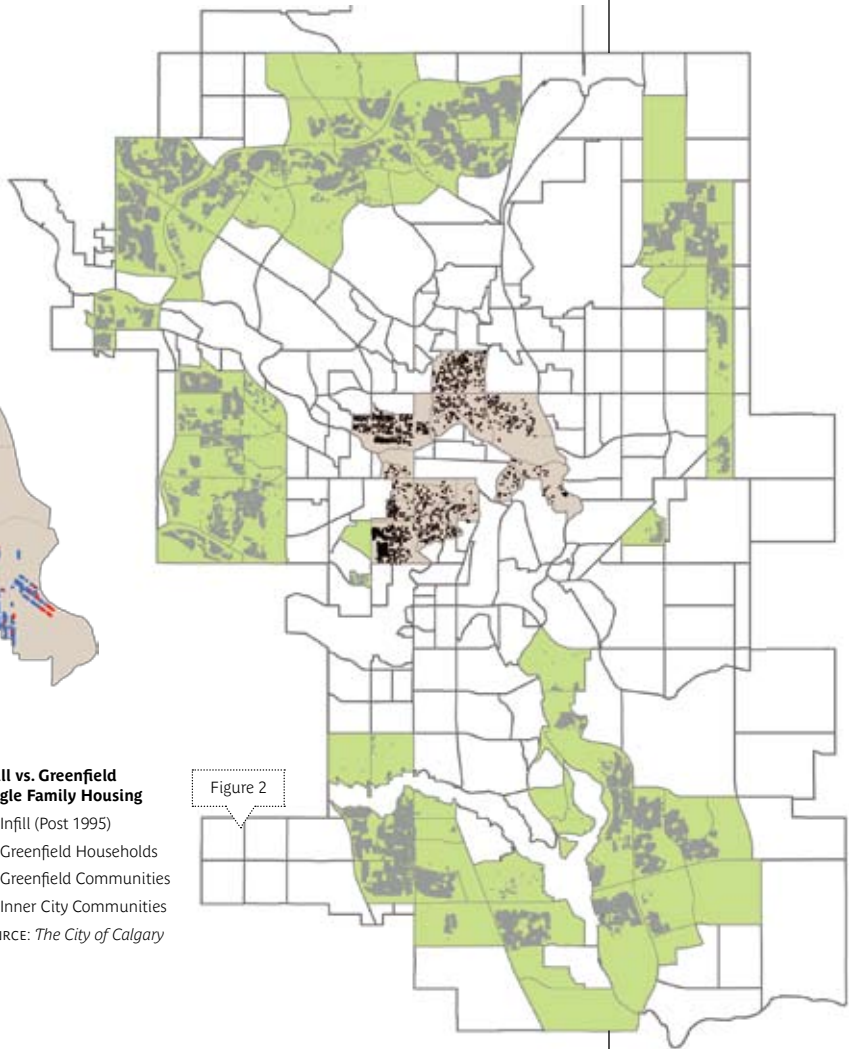 ll vs. Greenfield
gle Family Housing
Infill (Post 1995)
Greenfield Households
Greenfield Communities
Inner City Communities
RCE: The City of Calgary
Figure 2